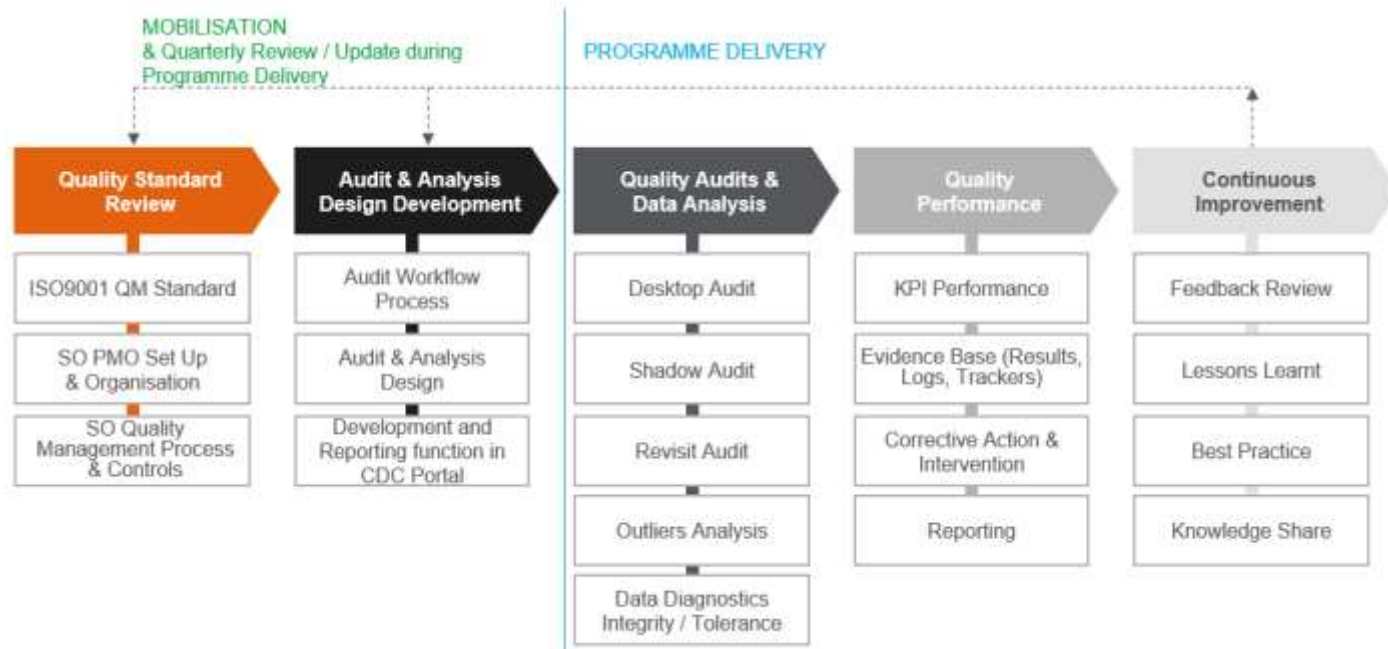 MOBILISATION
& Quarterly Review / Update during
Programme Delivery
PROGRAMME DELIVERY
Quality Standard
Review
Audit & Analysis
Design Development
Quality Audits &
Data Analysis
Quality
Performance
Continuous
Improvement
ISO9001 QM Standard
SO PMO Set Up
& Organisation
SO Quality
Management Process
& Controls
Audit Workflow
Process
Audit & Analysis
Design
Development and
Reporting function in
CDC Portal
Desktop Audit
Shadow Audit
Revisit Audit
Outliers Analysis
Data Diagnostics
Integrity / Tolerance
KPI Performance
Evidence Base (Results,
Logs, Trackers)
Corrective Action &
Intervention
Reporting
Feedback Review
Lessons Learnt
Best Practice
Knowledge Share